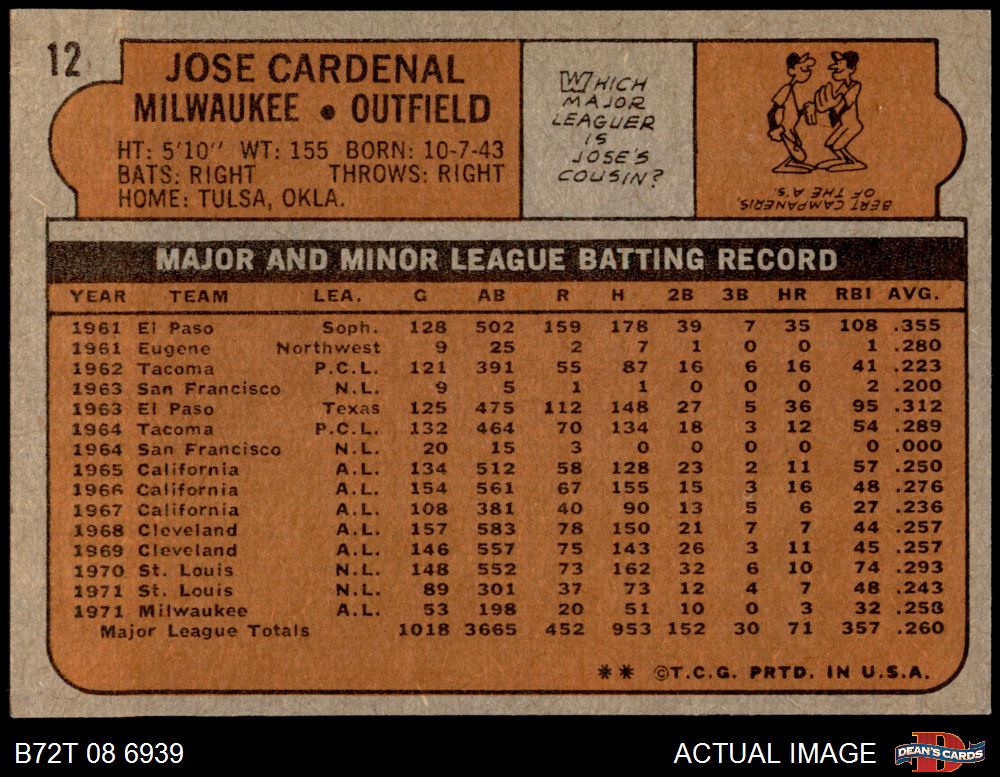 12
JOSE CARDENAL
MILWAUKEE • OUTFIELD
HT: 5'10" WT: 155 BORN: 10-7-43
BATS: RIGHT THROWS: RIGHT
HOME: TULSA, OKLA.
WHICH
MAJOR
LEAGUER
IS
JOSE'S
COUSIN?
BERT CAMPANERIS,
OF THE A'S.
MAJOR AND MINOR LEAGUE BATTING RECORD
YEAR TEAM LEA. G AB R H 2B 3B HR RBI AVG.
1961 El Paso Soph. 128 502 159 178 39 7 35 108 .355
1961 Eugene Northwest 9 25 2 7 1 0 0 1 .280
1962 Tacoma P.C.L. 121 391 55 87 16 6 16 41 .223
1963 San Francisco N.L. 9 5 1 1 0 0 0 2 .200
1963 El Paso Texas 125 475 112 148 27 5 36 95 .312
1964 Tacoma P.C.L. 132 464 70 134 18 3 12 54 .289
1964 San Francisco N.L. 20 15 3 0 0 0 0 0 .000
1965 California A.L. 134 512 58 128 23 2 11 57 .250
1966 California A.L. 154 561 67 155 15 3 16 48 .276
1967 California A.L. 108 381 40 90 13 5 6 27 .236
1968 Cleveland A.L. 157 583 78 150 21 7 7 44 .257
1969 Cleveland A.L. 146 557 75 143 26 3 11 45 .257
1970 St. Louis N.L. 148 552 73 162 32 6 10 74 .293
1971 St. Louis N.L. 89 301 37 73 12 4 7 48 .243
1971 Milwaukee A.L. 53 198 20 51 10 0 3 32 .258
Major League Totals 1018 3665 452 953 152 30 71 357 .260
** ©T.C.G. PRTD. IN U.S.A.
B72T 08 6939
ACTUAL IMAGE
D
DEAN'S CARDS